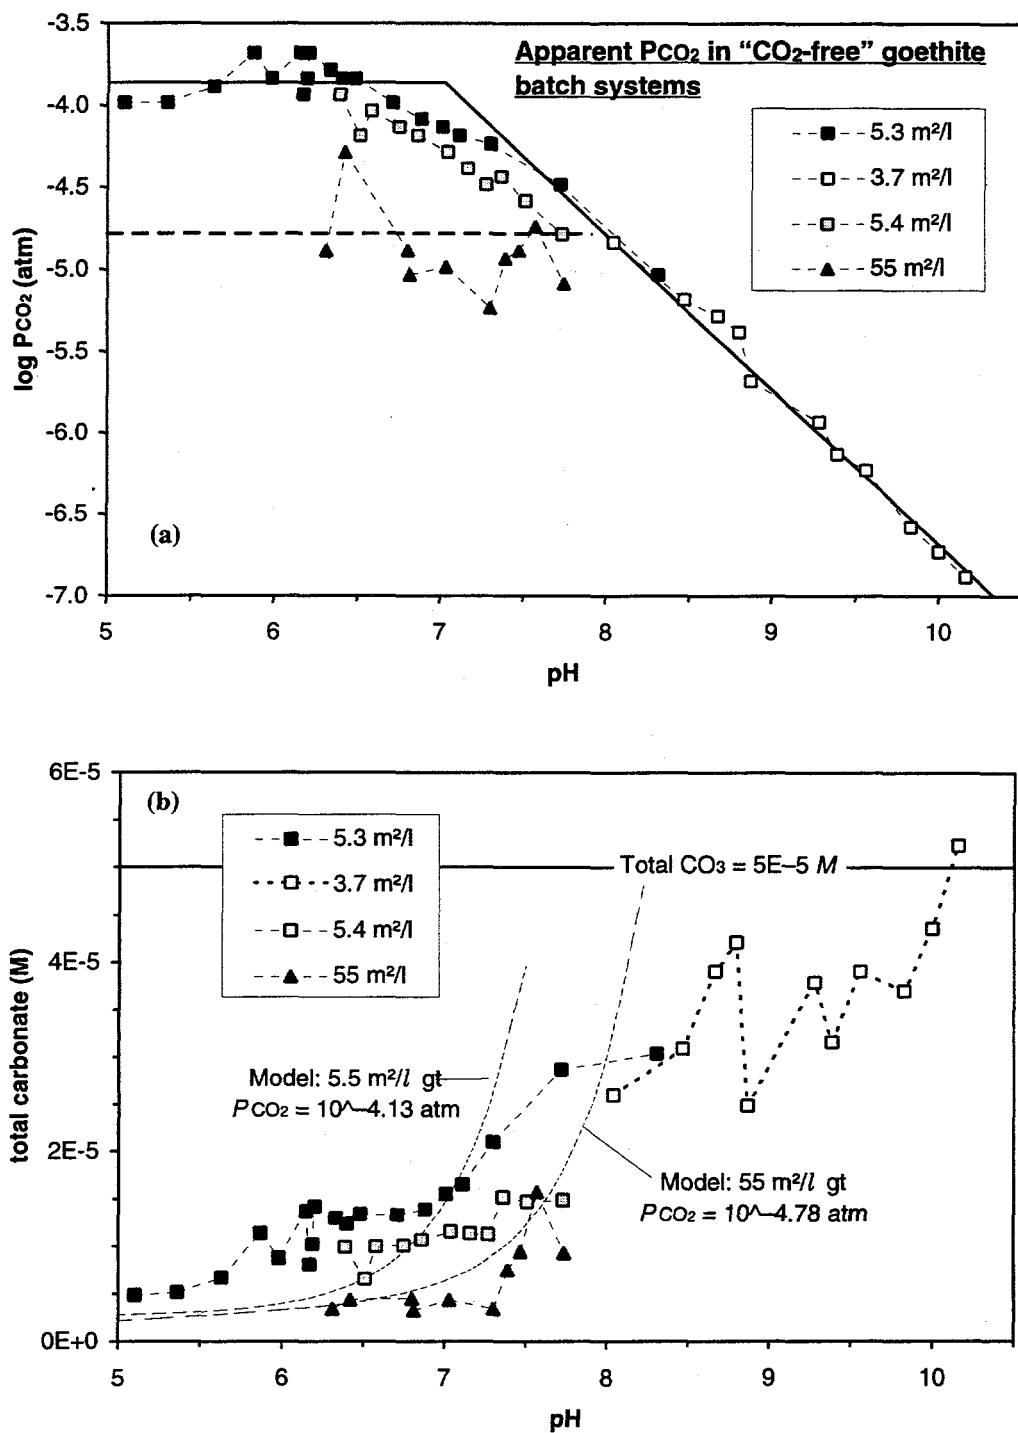 Apparent PCO₂ in “CO₂-free” goethite
batch systems
5.3 m²/l
3.7 m²/l
5.4 m²/l
55 m²/l
-3.5
-4.0
-4.5
-5.0
-5.5
-6.0
-6.5
-7.0
log PCO₂ (atm)
(a)
5 6 7 8 9 10
pH
6E-5
4E-5
2E-5
0E+0
total carbonate (M)
(b)
5.3 m²/l
3.7 m²/l
5.4 m²/l
55 m²/l
Total CO₃ = 5E–5 M
Model: 5.5 m²/l gt
PCO₂ = 10^–4.13 atm
Model: 55 m²/l gt
PCO₂ = 10^–4.78 atm
5 6 7 8 9 10
pH